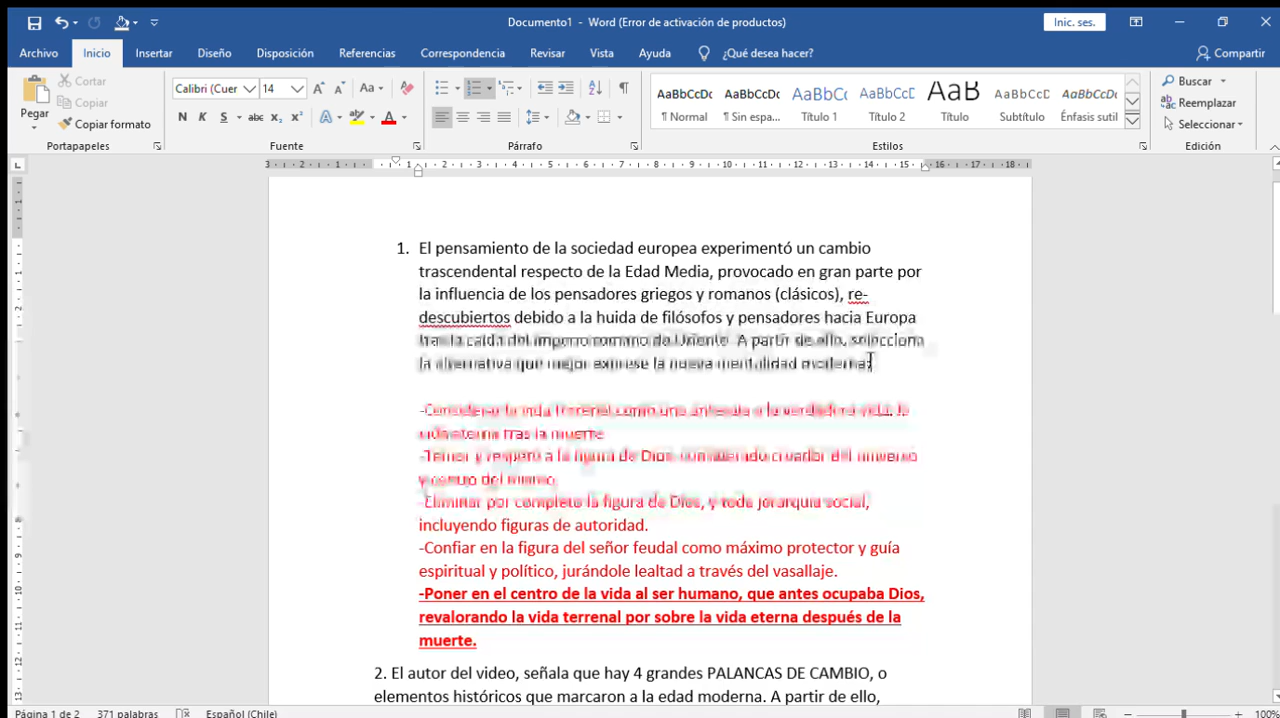 Documento1 - Word (Error de activación de productos)
Inic. ses.
Archivo Inicio Insertar Diseño Disposición Referencias Correspondencia Revisar Vista Ayuda ¿Qué desea hacer? Compartir
Pegar
Cortar
Copiar
Copiar formato
Portapapeles
Calibri (Cuer 14
N K S abc x₂ x²
Fuente
Párrafo
AaBbCcDc AaBbCcDc AaBbCc AaBbCcD AaB AaBbCcD AaBbCcDc
¶ Normal ¶ Sin espa... Título 1 Título 2 Título Subtítulo Énfasis sutil
Estilos
Buscar
Reemplazar
Seleccionar
Edición
1. El pensamiento de la sociedad europea experimentó un cambio
trascendental respecto de la Edad Media, provocado en gran parte por
la influencia de los pensadores griegos y romanos (clásicos), re-
descubiertos debido a la huida de filósofos y pensadores hacia Europa
tras la caída del imperio romano de Oriente. A partir de ello, selecciona
la alternativa que mejor exprese la nueva mentalidad moderna:
-Considerar la vida terrenal como una antesala a la verdadera vida, la
vida eterna tras la muerte
-Temor y respeto a la figura de Dios, considerado creador del universo
y centro del mismo.
-Eliminar por completo la figura de Dios, y toda jerarquía social,
incluyendo figuras de autoridad.
-Confiar en la figura del señor feudal como máximo protector y guía
espiritual y político, jurándole lealtad a través del vasallaje.
-Poner en el centro de la vida al ser humano, que antes ocupaba Dios,
revalorando la vida terrenal por sobre la vida eterna después de la
muerte.
2. El autor del video, señala que hay 4 grandes PALANCAS DE CAMBIO, o
elementos históricos que marcaron a la edad moderna. A partir de ello,
Página 1 de 2 371 palabras Español (Chile) 100%